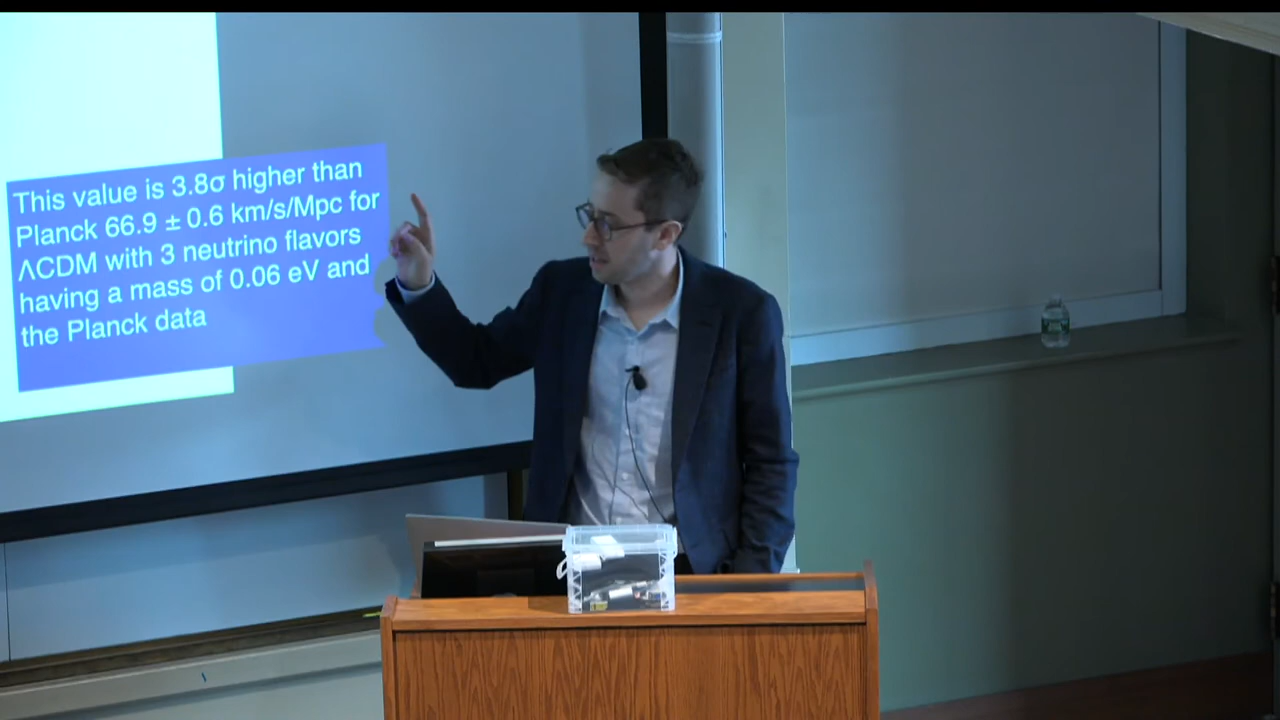 This value is 3.8σ higher than
Planck 66.9 ± 0.6 km/s/Mpc for
ΛCDM with 3 neutrino flavors
having a mass of 0.06 eV and
the Planck data